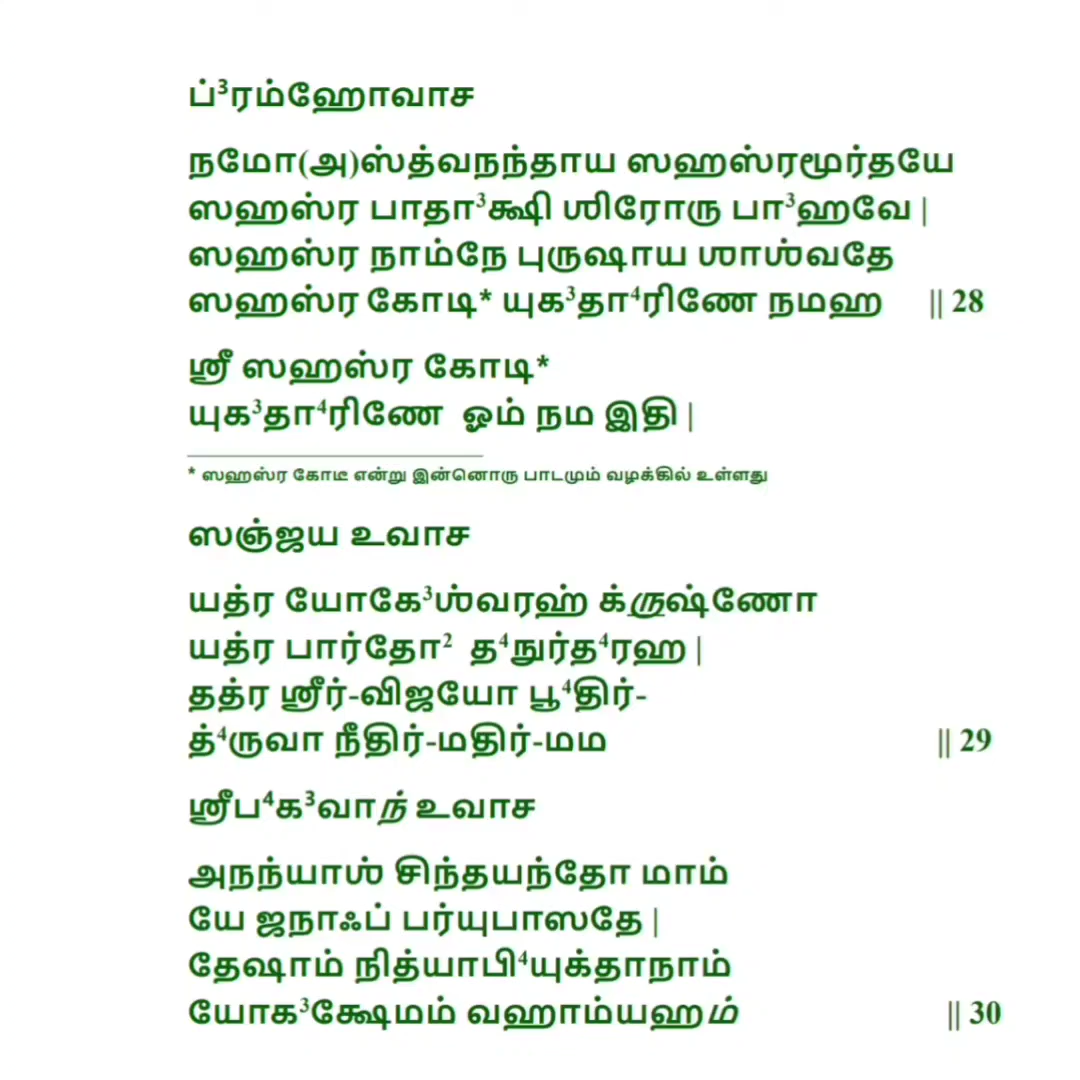 ப்³ரம்ஹோவாச
நமோ(அ)ஸ்த்வநந்தாய ஸஹஸ்ரமூர்தயே
ஸஹஸ்ர பாதா³க்ஷி ஶிரோரு பா³ஹவே |
ஸஹஸ்ர நாம்நே புருஷாய ஶாஶ்வதே
ஸஹஸ்ர கோடி* யுக³தா⁴ரிணே நமஹ || 28
ஶ்ரீ ஸஹஸ்ர கோடி*
யுக³தா⁴ரிணே ஓம் நம இதி |
* ஸஹஸ்ர கோடீ என்று இன்னொரு பாடமும் வழக்கில் உள்ளது
ஸஞ்ஜய உவாச
யத்ர யோகே³ஶ்வரஹ் க்ருஷ்ணோ
யத்ர பார்தோ² த⁴நுர்த⁴ரஹ |
தத்ர ஶ்ரீர்-விஜயோ பூ⁴திர்-
த்⁴ருவா நீதிர்-மதிர்-மம || 29
ஶ்ரீப⁴க³வாந் உவாச
அநந்யாஶ் சிந்தயந்தோ மாம்
யே ஜநாஃப் பர்யுபாஸதே |
தேஷாம் நித்யாபி⁴யுக்தாநாம்
யோக³க்ஷேமம் வஹாம்யஹம் || 30